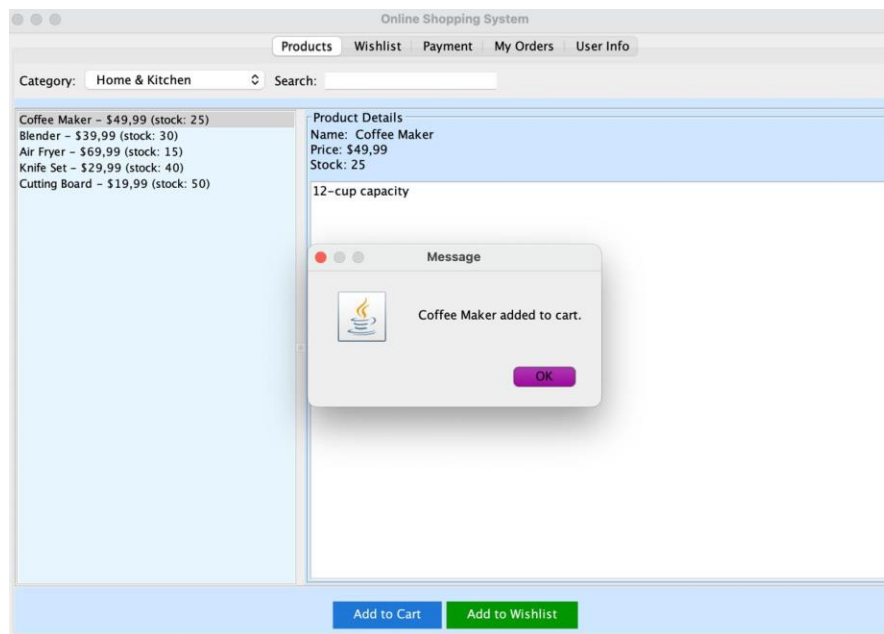 Online Shopping System
Products Wishlist Payment My Orders User Info
Category: Home & Kitchen Search:
Coffee Maker – $49,99 (stock: 25)
Blender – $39,99 (stock: 30)
Air Fryer – $69,99 (stock: 15)
Knife Set – $29,99 (stock: 40)
Cutting Board – $19,99 (stock: 50)
Product Details
Name: Coffee Maker
Price: $49,99
Stock: 25
12-cup capacity
Message
Coffee Maker added to cart.
OK
Add to Cart Add to Wishlist